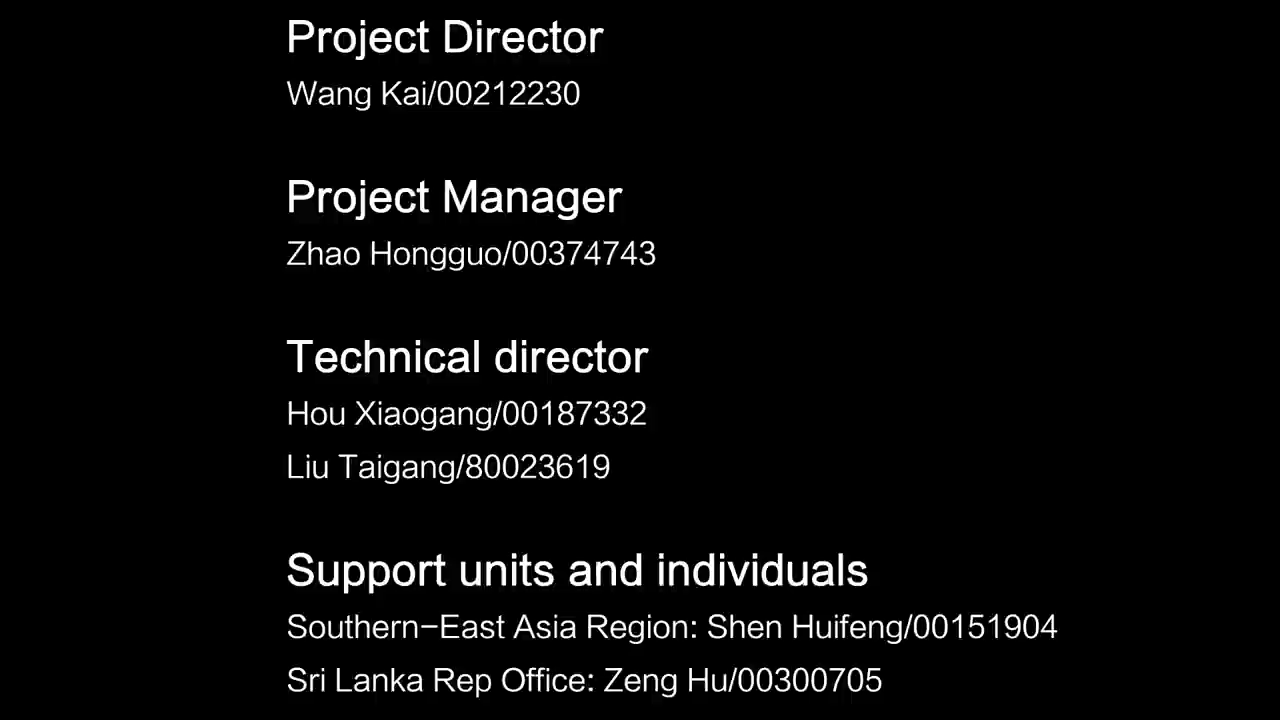 Project Director
Wang Kai/00212230
Project Manager
Zhao Hongguo/00374743
Technical director
Hou Xiaogang/00187332
Liu Taigang/80023619
Support units and individuals
Southern-East Asia Region: Shen Huifeng/00151904
Sri Lanka Rep Office: Zeng Hu/00300705